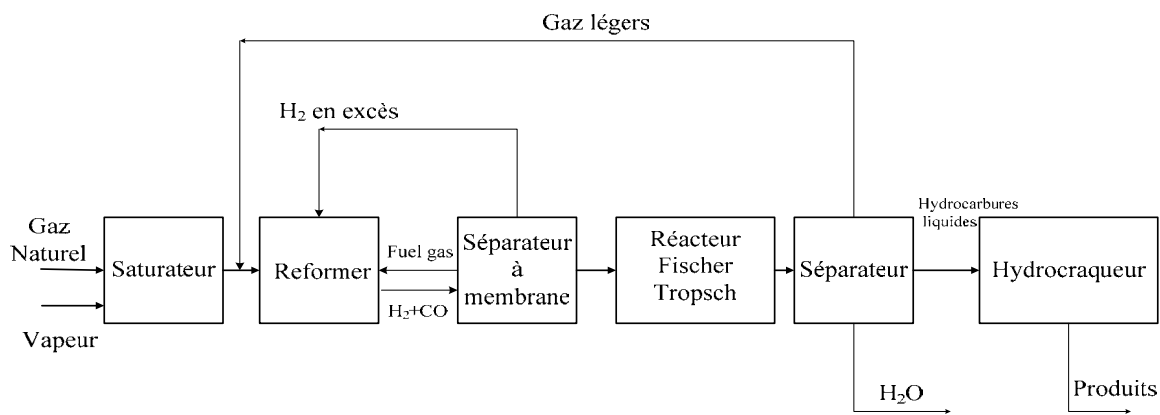 Gaz légers
H₂ en excès
Gaz
Naturel
Vapeur
Saturateur
Reformer
Fuel gas
H₂+CO
Séparateur
à
membrane
Réacteur
Fischer
Tropsch
Séparateur
Hydrocarbures
liquides
Hydrocraqueur
H₂O
Produits